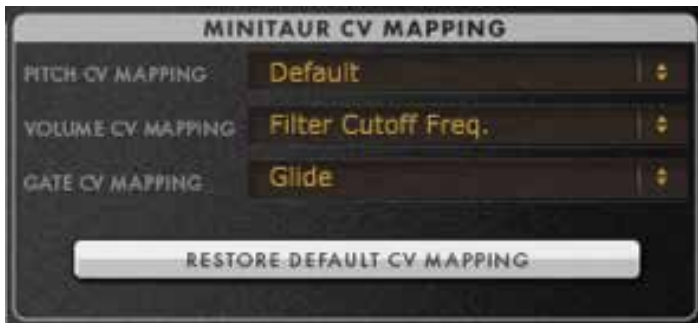 MINITAUR CV MAPPING
PITCH CV MAPPING Default
VOLUME CV MAPPING Filter Cutoff Freq.
GATE CV MAPPING Glide
RESTORE DEFAULT CV MAPPING